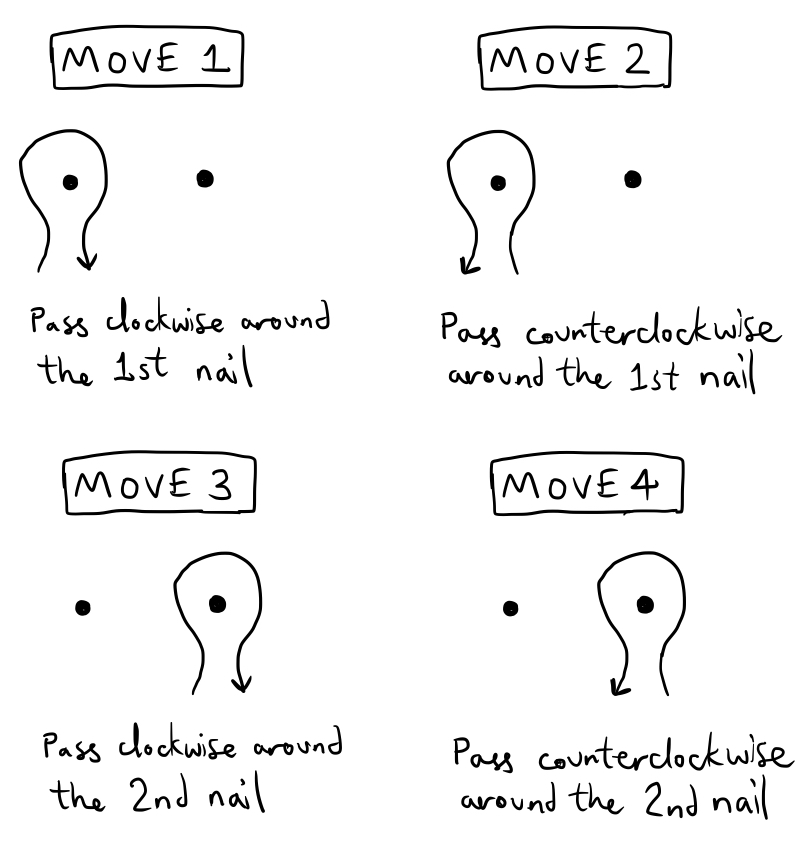 MOVE 1
MOVE 2
Pass clockwise around
the 1st nail
Pass counterclockwise
around the 1st nail
MOVE 3
MOVE 4
Pass clockwise around
the 2nd nail
Pass counterclockwise
around the 2nd nail